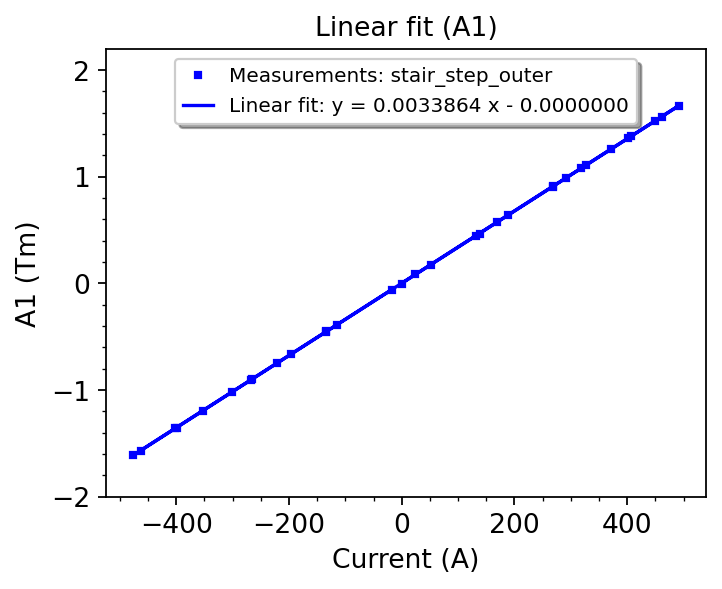 Linear fit (A1)
Measurements: stair_step_outer
Linear fit: y = 0.0033864 x - 0.0000000
A1 (Tm)
2
1
0
−1
−2
−400 −200 0 200 400
Current (A)